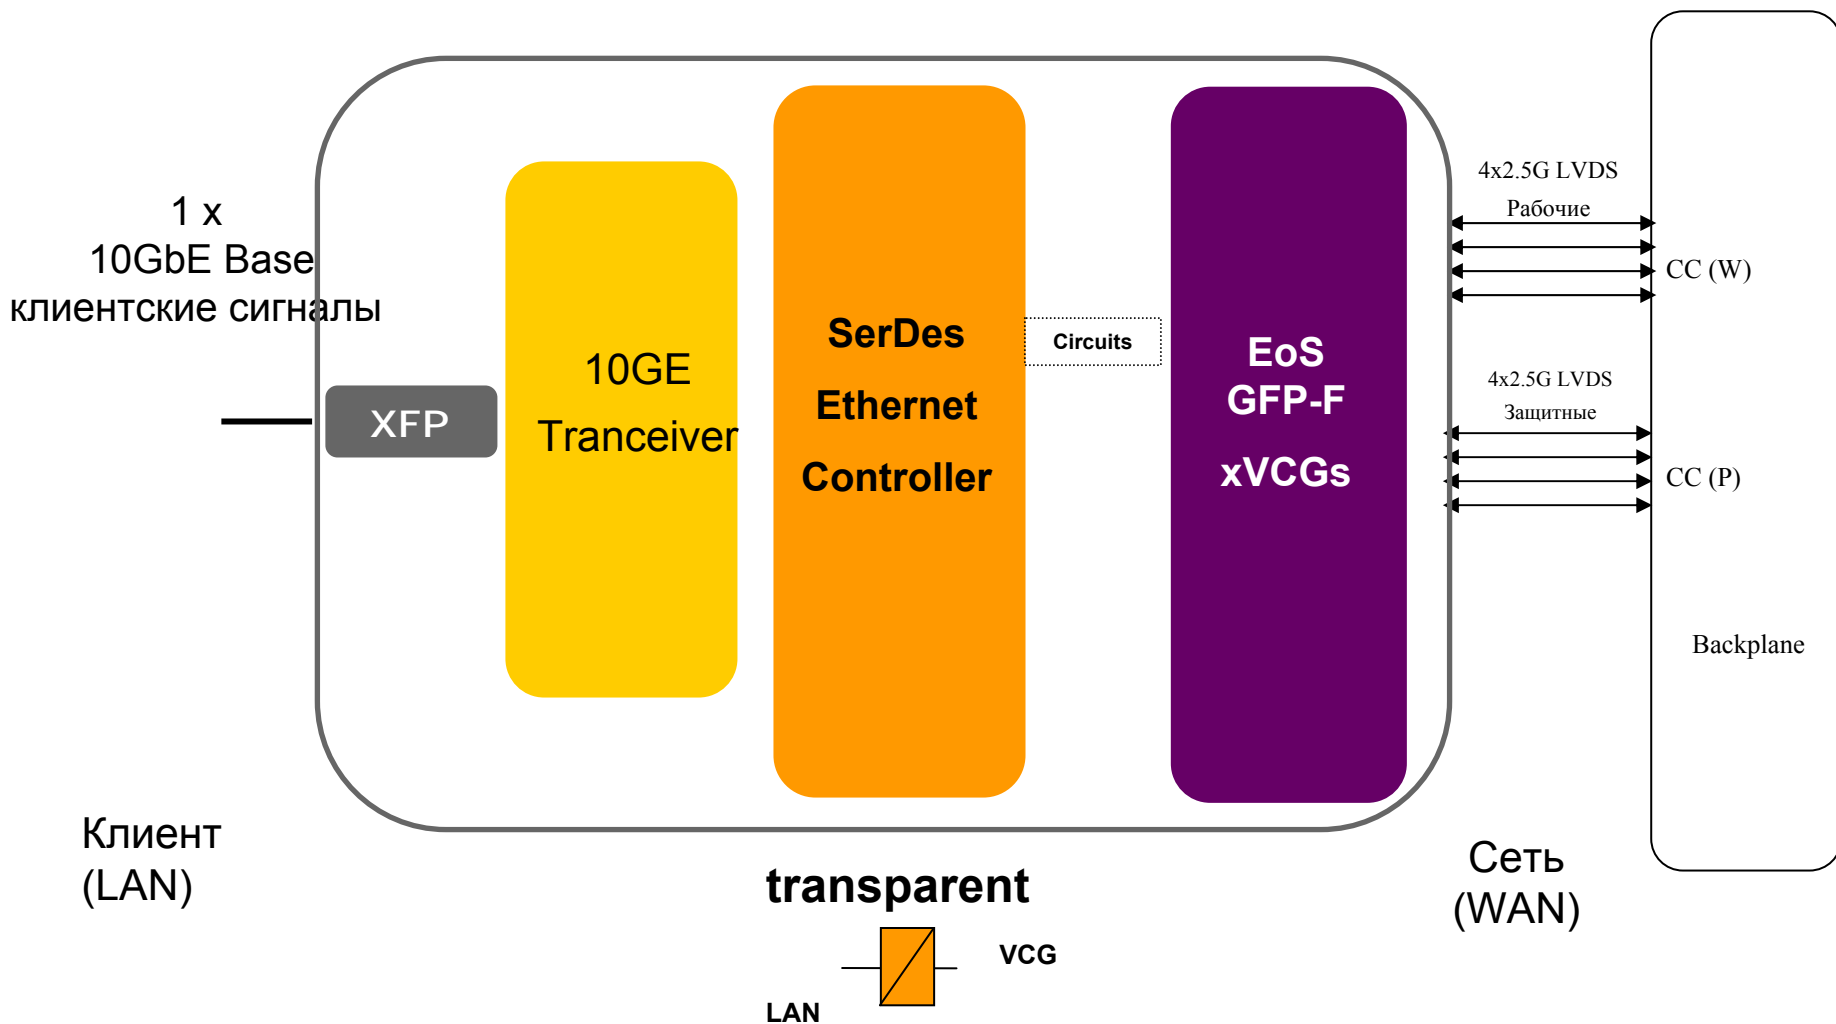 1 x
10GbE Base
клиентские сигналы
XFP
10GE
Tranceiver
SerDes
Ethernet
Controller
Circuits
EoS
GFP-F
xVCGs
4x2.5G LVDS
Рабочие
CC (W)
4x2.5G LVDS
Защитные
CC (P)
Backplane
Клиент
(LAN)
Сеть
(WAN)
transparent
VCG
LAN